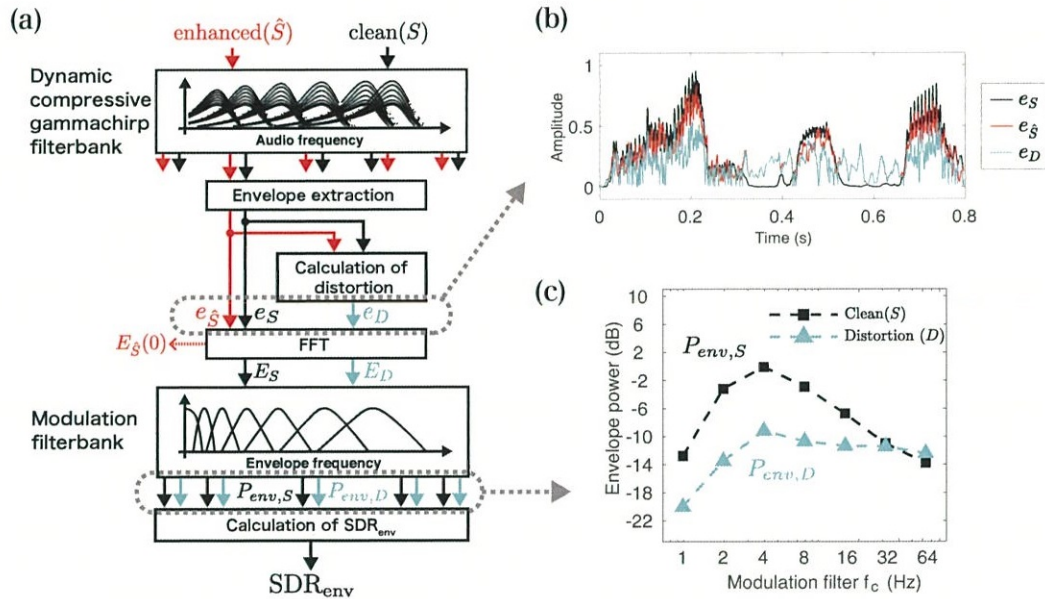 (a)
enhanced(Ŝ)
clean(S)
Dynamic
compressive
gammachirp
filterbank
Audio frequency
Envelope extraction
Calculation of
distortion
e_Ŝ
e_S
e_D
E_Ŝ(0)
FFT
E_S
E_D
Modulation
filterbank
Envelope frequency
P_env,S
P_env,D
Calculation of SDR_env
SDR_env
(b)
Amplitude
1
0.5
0
0
0.2
0.4
0.6
0.8
Time (s)
e_S
e_Ŝ
e_D
(c)
Envelope power (dB)
10
6
2
-2
-6
-10
-14
-18
-22
Clean(S)
Distortion (D)
P_env,S
P_env,D
1
2
4
8
16
32
64
Modulation filter f_c (Hz)